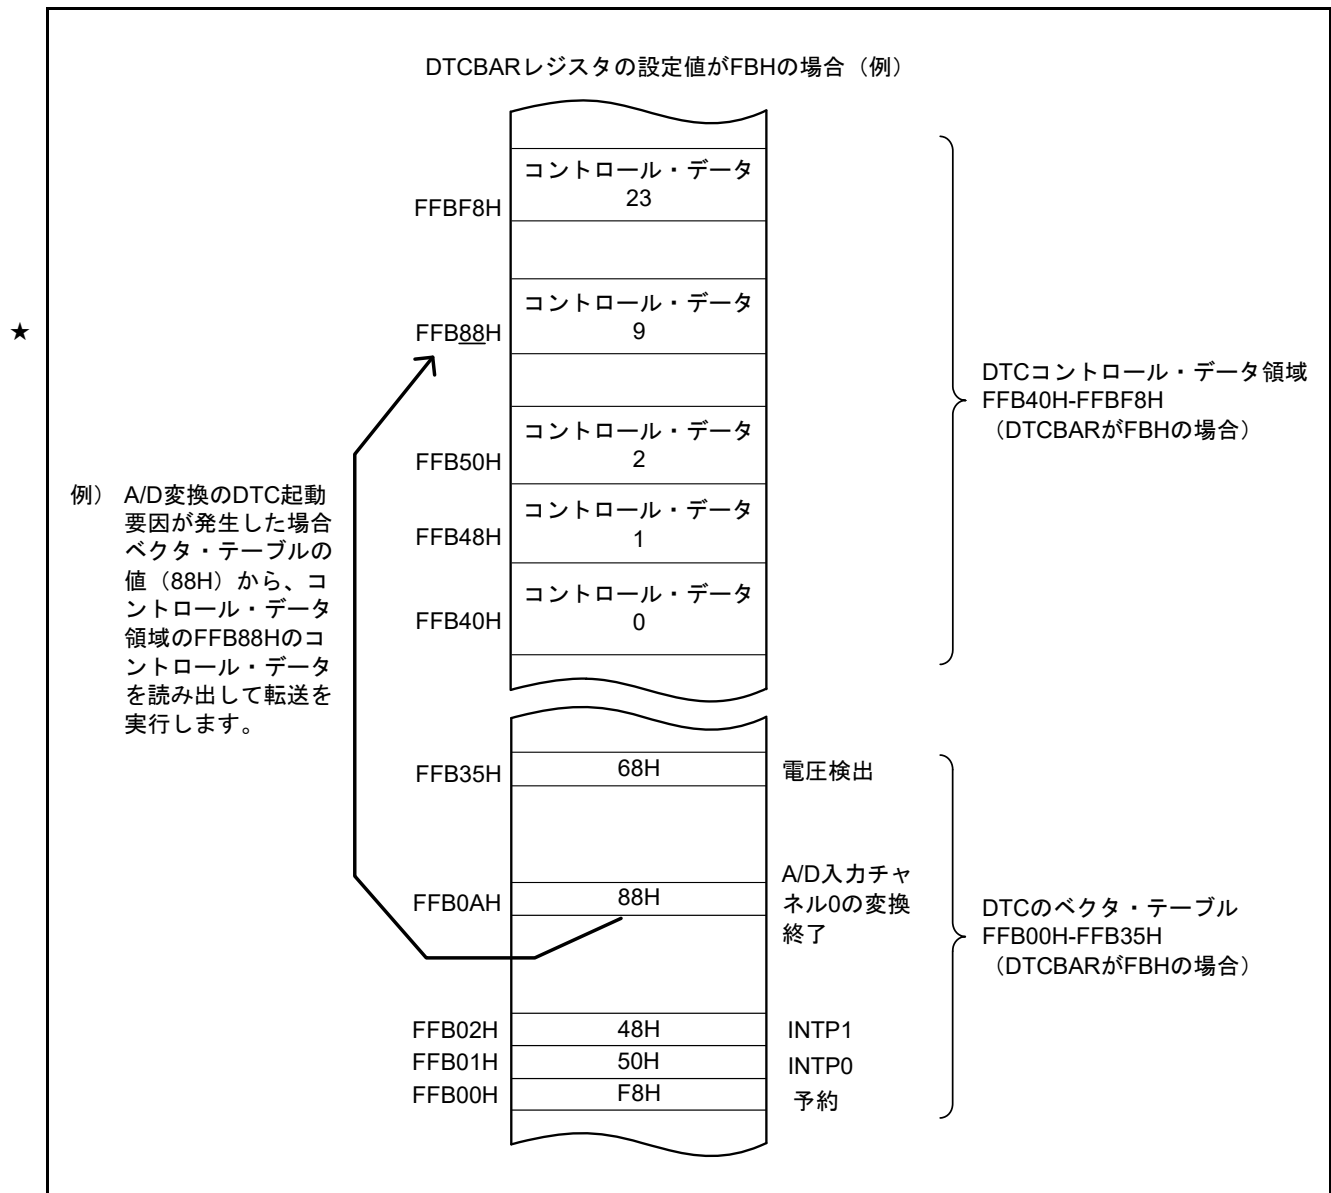 DTCBARレジスタの設定値がFBHの場合（例）
コントロール・データ
23
FFBF8H
★
コントロール・データ
9
FFB88H
DTCコントロール・データ領域
FFB40H-FFBF8H
（DTCBARがFBHの場合）
コントロール・データ
2
FFB50H
コントロール・データ
1
FFB48H
コントロール・データ
0
FFB40H
例） A/D変換のDTC起動
要因が発生した場合
ベクタ・テーブルの
値（88H）から、コ
ントロール・データ
領域のFFB88Hのコ
ントロール・データ
を読み出して転送を
実行します。
FFB35H 68H 電圧検出
FFB0AH 88H
A/D入力チャ
ネル0の変換
終了
DTCのベクタ・テーブル
FFB00H-FFB35H
（DTCBARがFBHの場合）
FFB02H 48H INTP1
FFB01H 50H INTP0
FFB00H F8H 予約